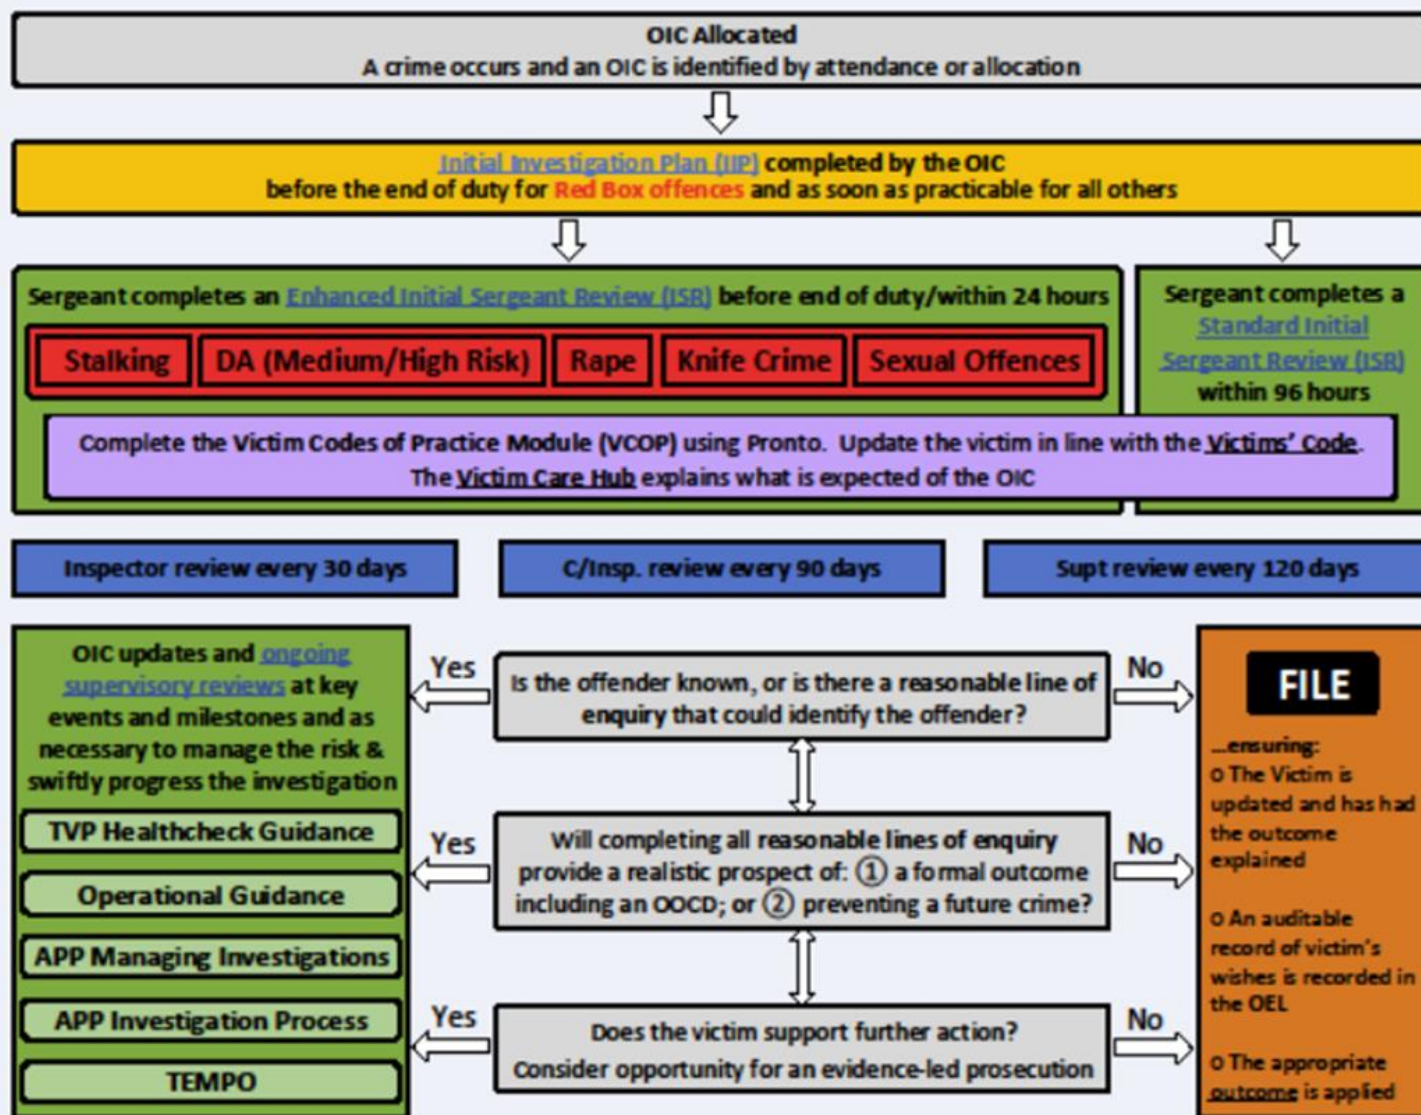 OIC Allocated
A crime occurs and an OIC is identified by attendance or allocation
Initial Investigation Plan (IIP) completed by the OIC
before the end of duty for Red Box offences and as soon as practicable for all others
Sergeant completes an Enhanced Initial Sergeant Review (ISR) before end of duty/within 24 hours
Stalking
DA (Medium/High Risk)
Rape
Knife Crime
Sexual Offences
Sergeant completes a
Standard Initial
Sergeant Review (ISR)
within 96 hours
Complete the Victim Codes of Practice Module (VCOP) using Pronto. Update the victim in line with the Victims' Code.
The Victim Care Hub explains what is expected of the OIC
Inspector review every 30 days
C/Insp. review every 90 days
Supt review every 120 days
OIC updates and ongoing
supervisory reviews at key
events and milestones and as
necessary to manage the risk &
swiftly progress the investigation
TVP Healthcheck Guidance
Operational Guidance
APP Managing Investigations
APP Investigation Process
TEMPO
Yes
Is the offender known, or is there a reasonable line of
enquiry that could identify the offender?
No
Yes
Will completing all reasonable lines of enquiry
provide a realistic prospect of: ① a formal outcome
including an OOCD; or ② preventing a future crime?
No
Yes
Does the victim support further action?
Consider opportunity for an evidence-led prosecution
No
FILE
...ensuring:
o The Victim is
updated and has had
the outcome
explained
o An auditable
record of victim's
wishes is recorded in
the OEL
o The appropriate
outcome is applied